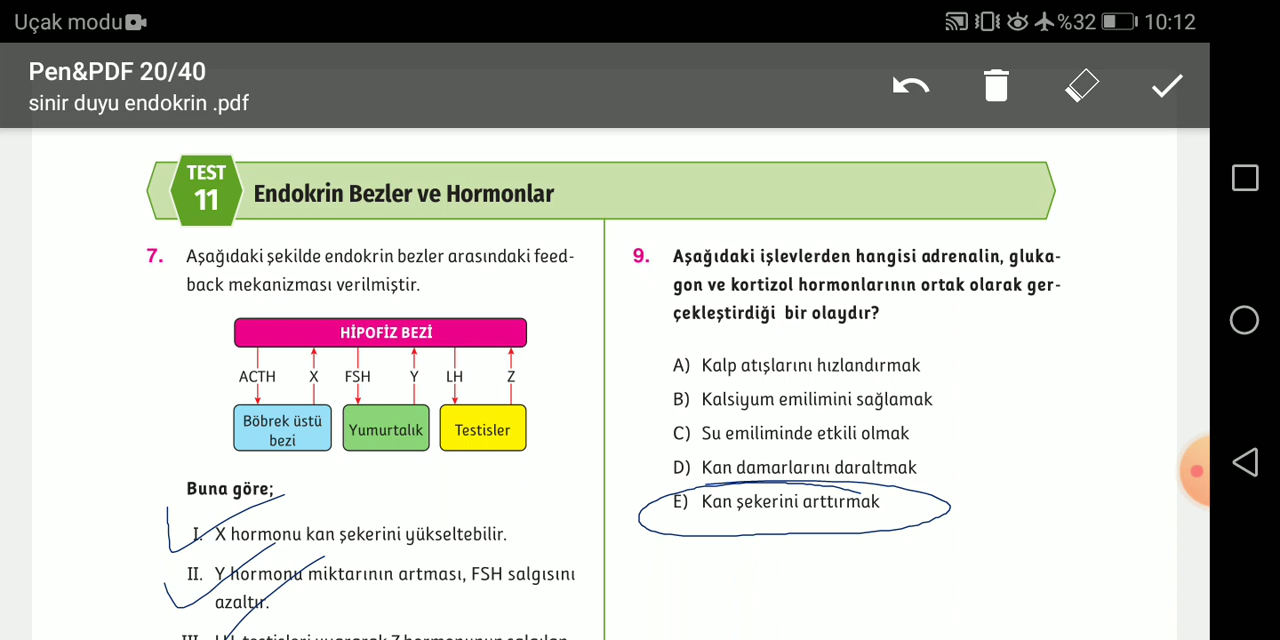 Uçak modu
%32 10:12
Pen&PDF 20/40
sinir duyu endokrin .pdf
TEST
11
Endokrin Bezler ve Hormonlar
7. Aşağıdaki şekilde endokrin bezler arasındaki feed-
back mekanizması verilmiştir.
HİPOFİZ BEZİ
ACTH X FSH Y LH Z
Böbrek üstü
bezi
Yumurtalık
Testisler
Buna göre;
I. X hormonu kan şekerini yükseltebilir.
II. Y hormonu miktarının artması, FSH salgısını
azaltır.
9. Aşağıdaki işlevlerden hangisi adrenalin, gluka-
gon ve kortizol hormonlarının ortak olarak ger-
çekleştirdiği bir olaydır?
A) Kalp atışlarını hızlandırmak
B) Kalsiyum emilimini sağlamak
C) Su emiliminde etkili olmak
D) Kan damarlarını daraltmak
E) Kan şekerini arttırmak